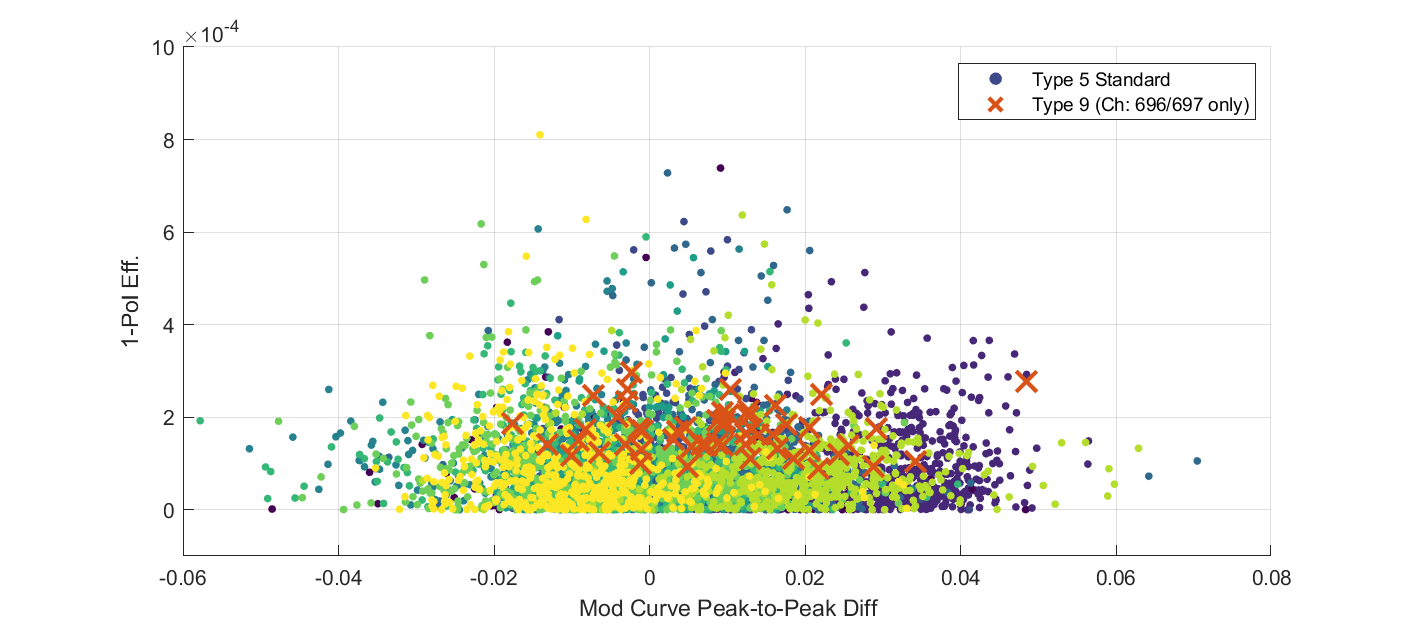 ×10-4
10
8
6
4
2
0
-0.06 -0.04 -0.02 0 0.02 0.04 0.06 0.08
Mod Curve Peak-to-Peak Diff
1-Pol Eff.
Type 5 Standard
Type 9 (Ch: 696/697 only)